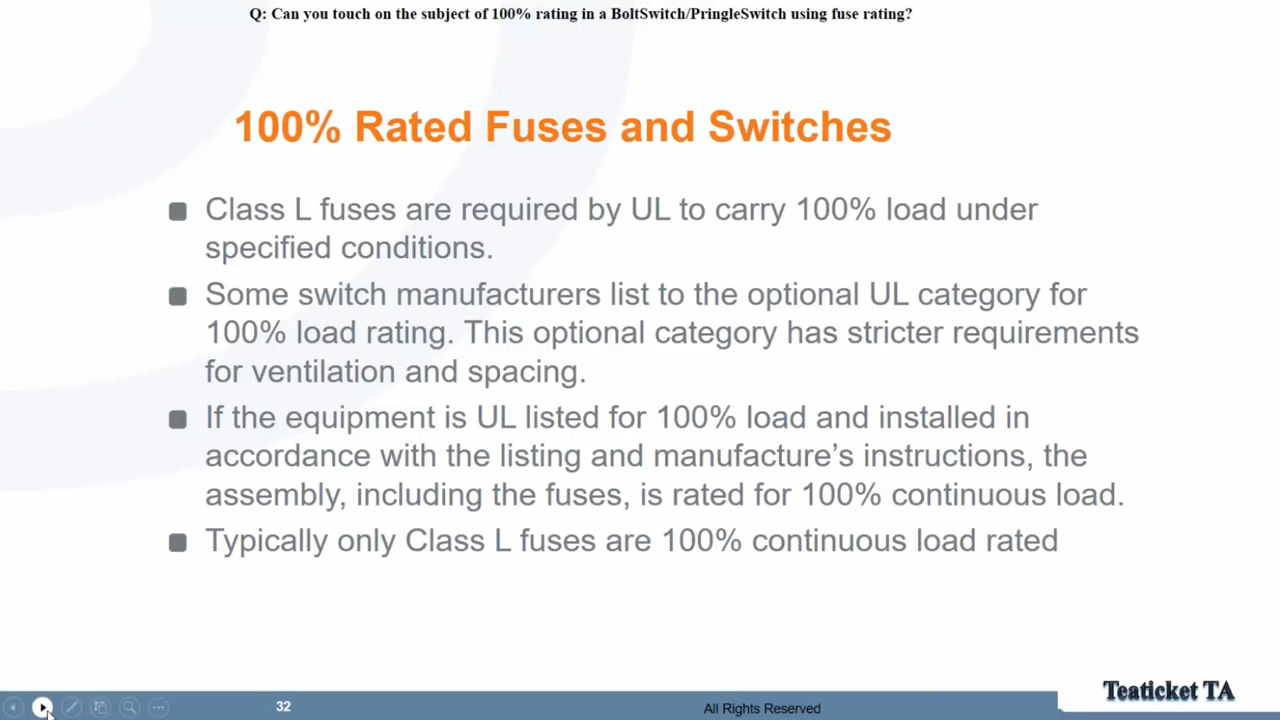 Q: Can you touch on the subject of 100% rating in a BoltSwitch/PringleSwitch using fuse rating?
100% Rated Fuses and Switches
Class L fuses are required by UL to carry 100% load under
specified conditions.
Some switch manufacturers list to the optional UL category for
100% load rating. This optional category has stricter requirements
for ventilation and spacing.
If the equipment is UL listed for 100% load and installed in
accordance with the listing and manufacture’s instructions, the
assembly, including the fuses, is rated for 100% continuous load.
Typically only Class L fuses are 100% continuous load rated
32
All Rights Reserved
Teaticket TA